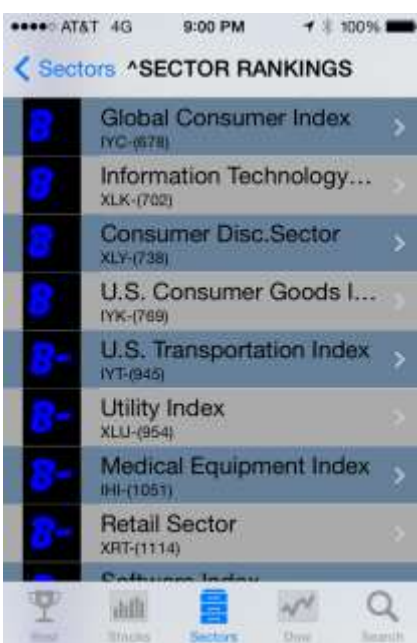 AT&T 4G 9:00 PM 100%
Sectors ^SECTOR RANKINGS
B
Global Consumer Index
IYC-(678)
B
Information Technology...
XLK-(702)
B
Consumer Disc.Sector
XLY-(738)
B
U.S. Consumer Goods I...
IYK-(769)
B-
U.S. Transportation Index
IYT-(945)
B-
Utility Index
XLU-(954)
B-
Medical Equipment Index
IHI-(1051)
B-
Retail Sector
XRT-(1114)
Software Index
Stocks Sectors Dow Search